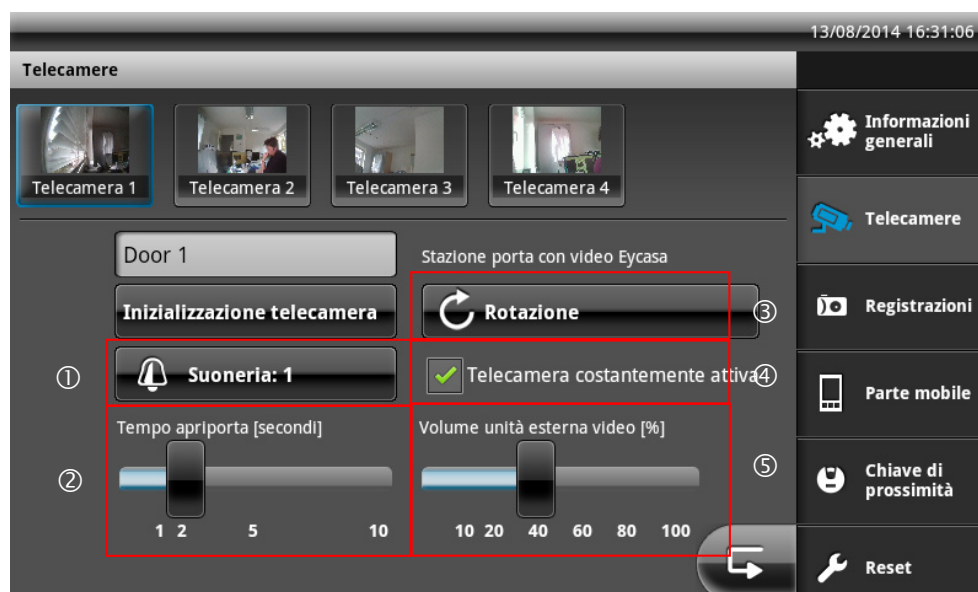 13/08/2014 16:31:06
Telecamere
Telecamera 1
Telecamera 2
Telecamera 3
Telecamera 4
Door 1
Stazione porta con video Eycasa
Inizializzazione telecamera
Rotazione
③
①
Suoneria: 1
Telecamera costantemente attiva
④
Tempo apriporta [secondi]
Volume unità esterna video [%]
②
⑤
1 2 5 10
10 20 40 60 80 100
Informazioni
generali
Telecamere
Registrazioni
Parte mobile
Chiave di
prossimità
Reset